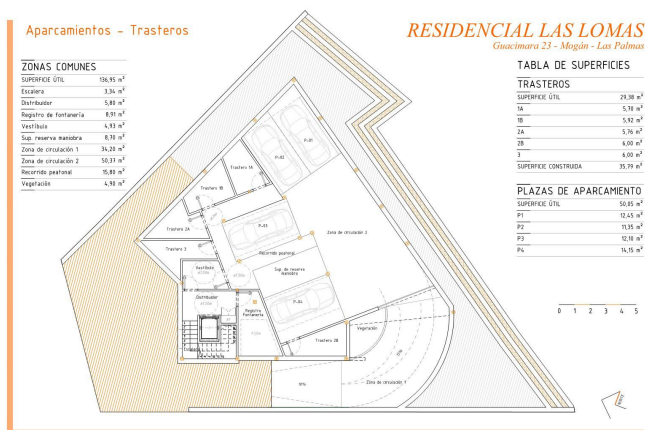 Aparcamientos - Trasteros
RESIDENCIAL LAS LOMAS
Guacimara 23 - Mogán - Las Palmas
ZONAS COMUNES
SUPERFICIE ÚTIL 136,95 m²
Escalera 3,34 m²
Distribuidor 5,80 m²
Registro de fontanería 8,91 m²
Vestíbulo 4,93 m²
Sup. reserva maniobra 8,70 m²
Zona de circulación 1 34,20 m²
Zona de circulación 2 50,37 m²
Recorrido peatonal 15,80 m²
Vegetación 4,90 m²
TABLA DE SUPERFICIES
TRASTEROS
SUPERFICIE ÚTIL 29,38 m²
1A 5,70 m²
1B 5,92 m²
2A 5,76 m²
2B 6,00 m²
3 6,00 m²
SUPERFICIE CONSTRUIDA 35,79 m²
PLAZAS DE APARCAMIENTO
SUPERFICIE ÚTIL 50,05 m²
P1 12,45 m²
P2 11,35 m²
P3 12,10 m²
P4 14,15 m²
0 1 2 3 4 5
P-01
P-02
Trastero 1A
Trastero 1B
Trastero 2A
P-03
Zona de circulación 2
Trastero 3
Recorrido peatonal
Vestíbulo
Sup. de reserva
maniobra
Distribuidor
P-04
Registro
Fontanería
Vegetación
Trastero 2B
Escalera
Zona de circulación 1
NORTE